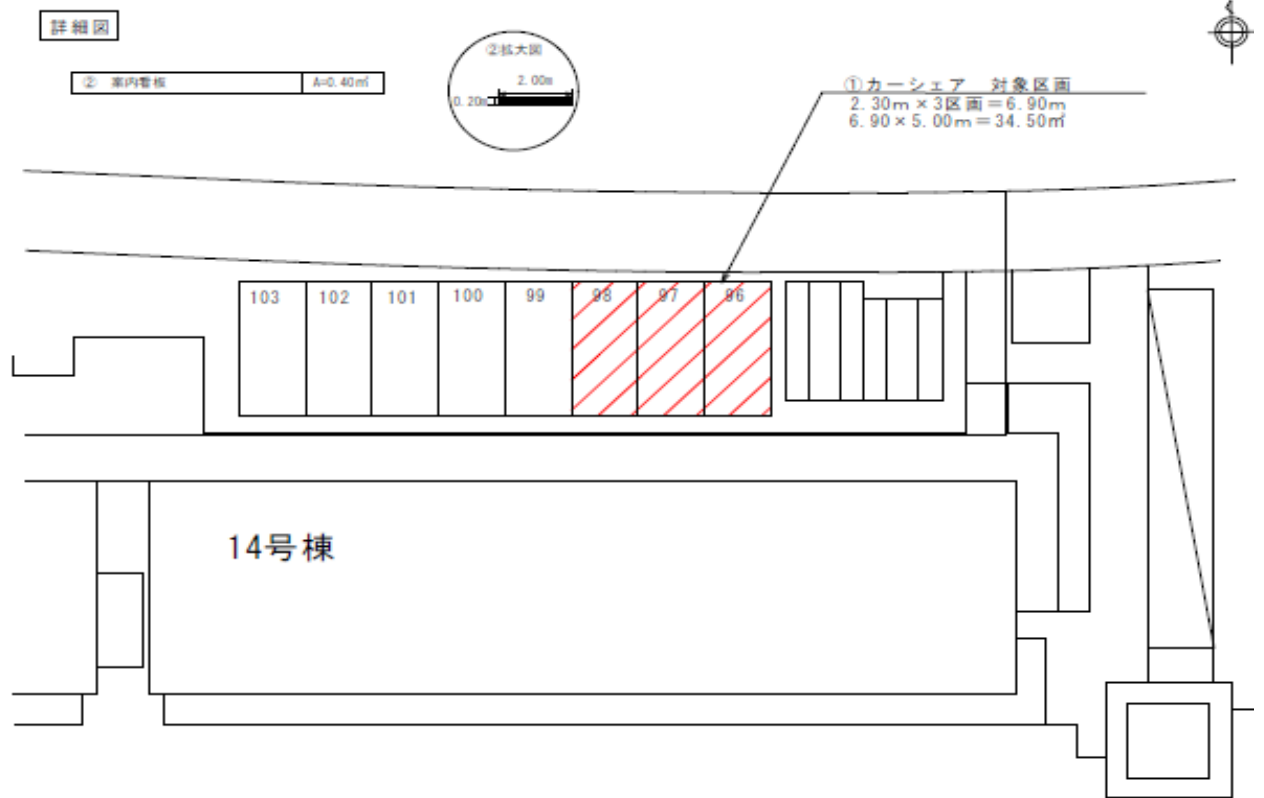 詳細図
② 案内看板 A=0.40㎡
②拡大図
2.00m
0.20m
①カーシェア 対象区画
2.30m×3区画=6.90m
6.90×5.00m=34.50㎡
103 102 101 100 99 98 97 96
14号棟